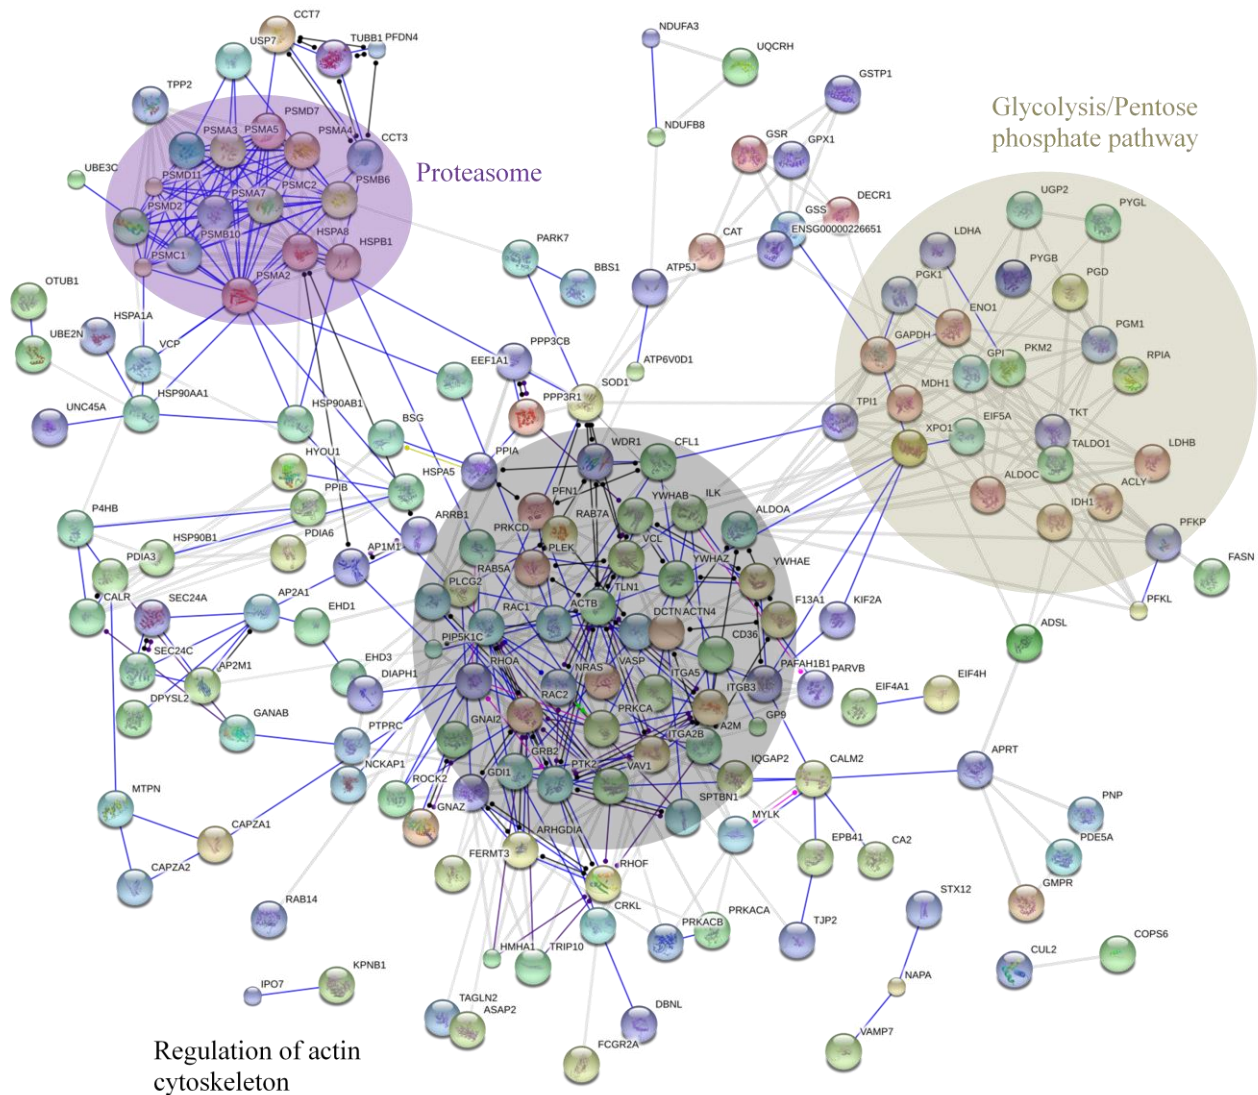 CCT7
NDUFA3
USP7
TUBB1
PFDN4
UQCRH
TPP2
GSTP1
PSMD7
Glycolysis/Pentose
phosphate pathway
PSMA3
PSMA5
PSMA4
NDUFB8
CCT3
GSR
GPX1
UBE3C
PSMD11
PSMC2
PSMB6
Proteasome
PSMA7
UGP2
PYGL
DECR1
PSMD2
GSS
ENSG00000226651
LDHA
PSMB10
HSPA8
CAT
HSPB1
PARK7
PYGB
PSMC1
PGD
BBS1
ATP5J
PGK1
PSMA2
OTUB1
ENO1
HSPA1A
PGM1
UBE2N
VCP
PPP3CB
GAPDH
GPI
PKM2
RPIA
EEF1A1
ATP6V0D1
SOD1
MDH1
UNC45A
HSP90AA1
HSP90AB1
PPP3R1
TPI1
EIF5A
TKT
BSG
XPO1
WDR1
CFL1
PPIA
TALDO1
LDHB
HYOU1
HSPA5
ALDOC
ACLY
PPIB
PFN1
RAB7A
YWHAB
ILK
IDH1
P4HB
ARRB1
PRKCD
ALDOA
HSP90B1
PDIA6
VCL
PFKP
PDIA3
AP1M1
PLEK
YWHAZ
YWHAE
FASN
RAB5A
CALR
SEC24A
AP2A1
PLCG2
TLN1
EHD1
RAC1
ACTB
DCTN
ACTN4
F13A1
KIF2A
PFKL
CD36
ADSL
PIP5K1C
SEC24C
AP2M1
EHD3
RHOA
NRAS
VASP
PAFAH1B1
PARVB
DIAPH1
ITGA5
ITGB3
EIF4A1
EIF4H
DPYSL2
RAC2
PRKCA
GANAB
PTPRC
GNAI2
A2M
GP9
ITGA2B
NCKAP1
GRB2
IQGAP2
CALM2
APRT
GDI1
PTK2
VAV1
ROCK2
MTPN
SPTBN1
PNP
GNAZ
MYLK
CAPZA1
ARHGDIA
EPB41
CA2
PDE5A
CAPZA2
FERMT3
RHOF
GMPR
RAB14
CRKL
STX12
PRKACB
PRKACA
TJP2
COPS6
HMHA1
TRIP10
CUL2
KPNB1
IPO7
NAPA
TAGLN2
ASAP2
DBNL
VAMP7
Regulation of actin
cytoskeleton
FCGR2A